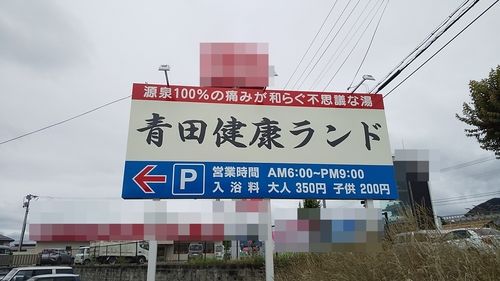 源泉100%の痛みが和らぐ不思議な湯
青田健康ランド
P 営業時間 AM6:00~PM9:00
入浴料 大人 350円 子供 200円